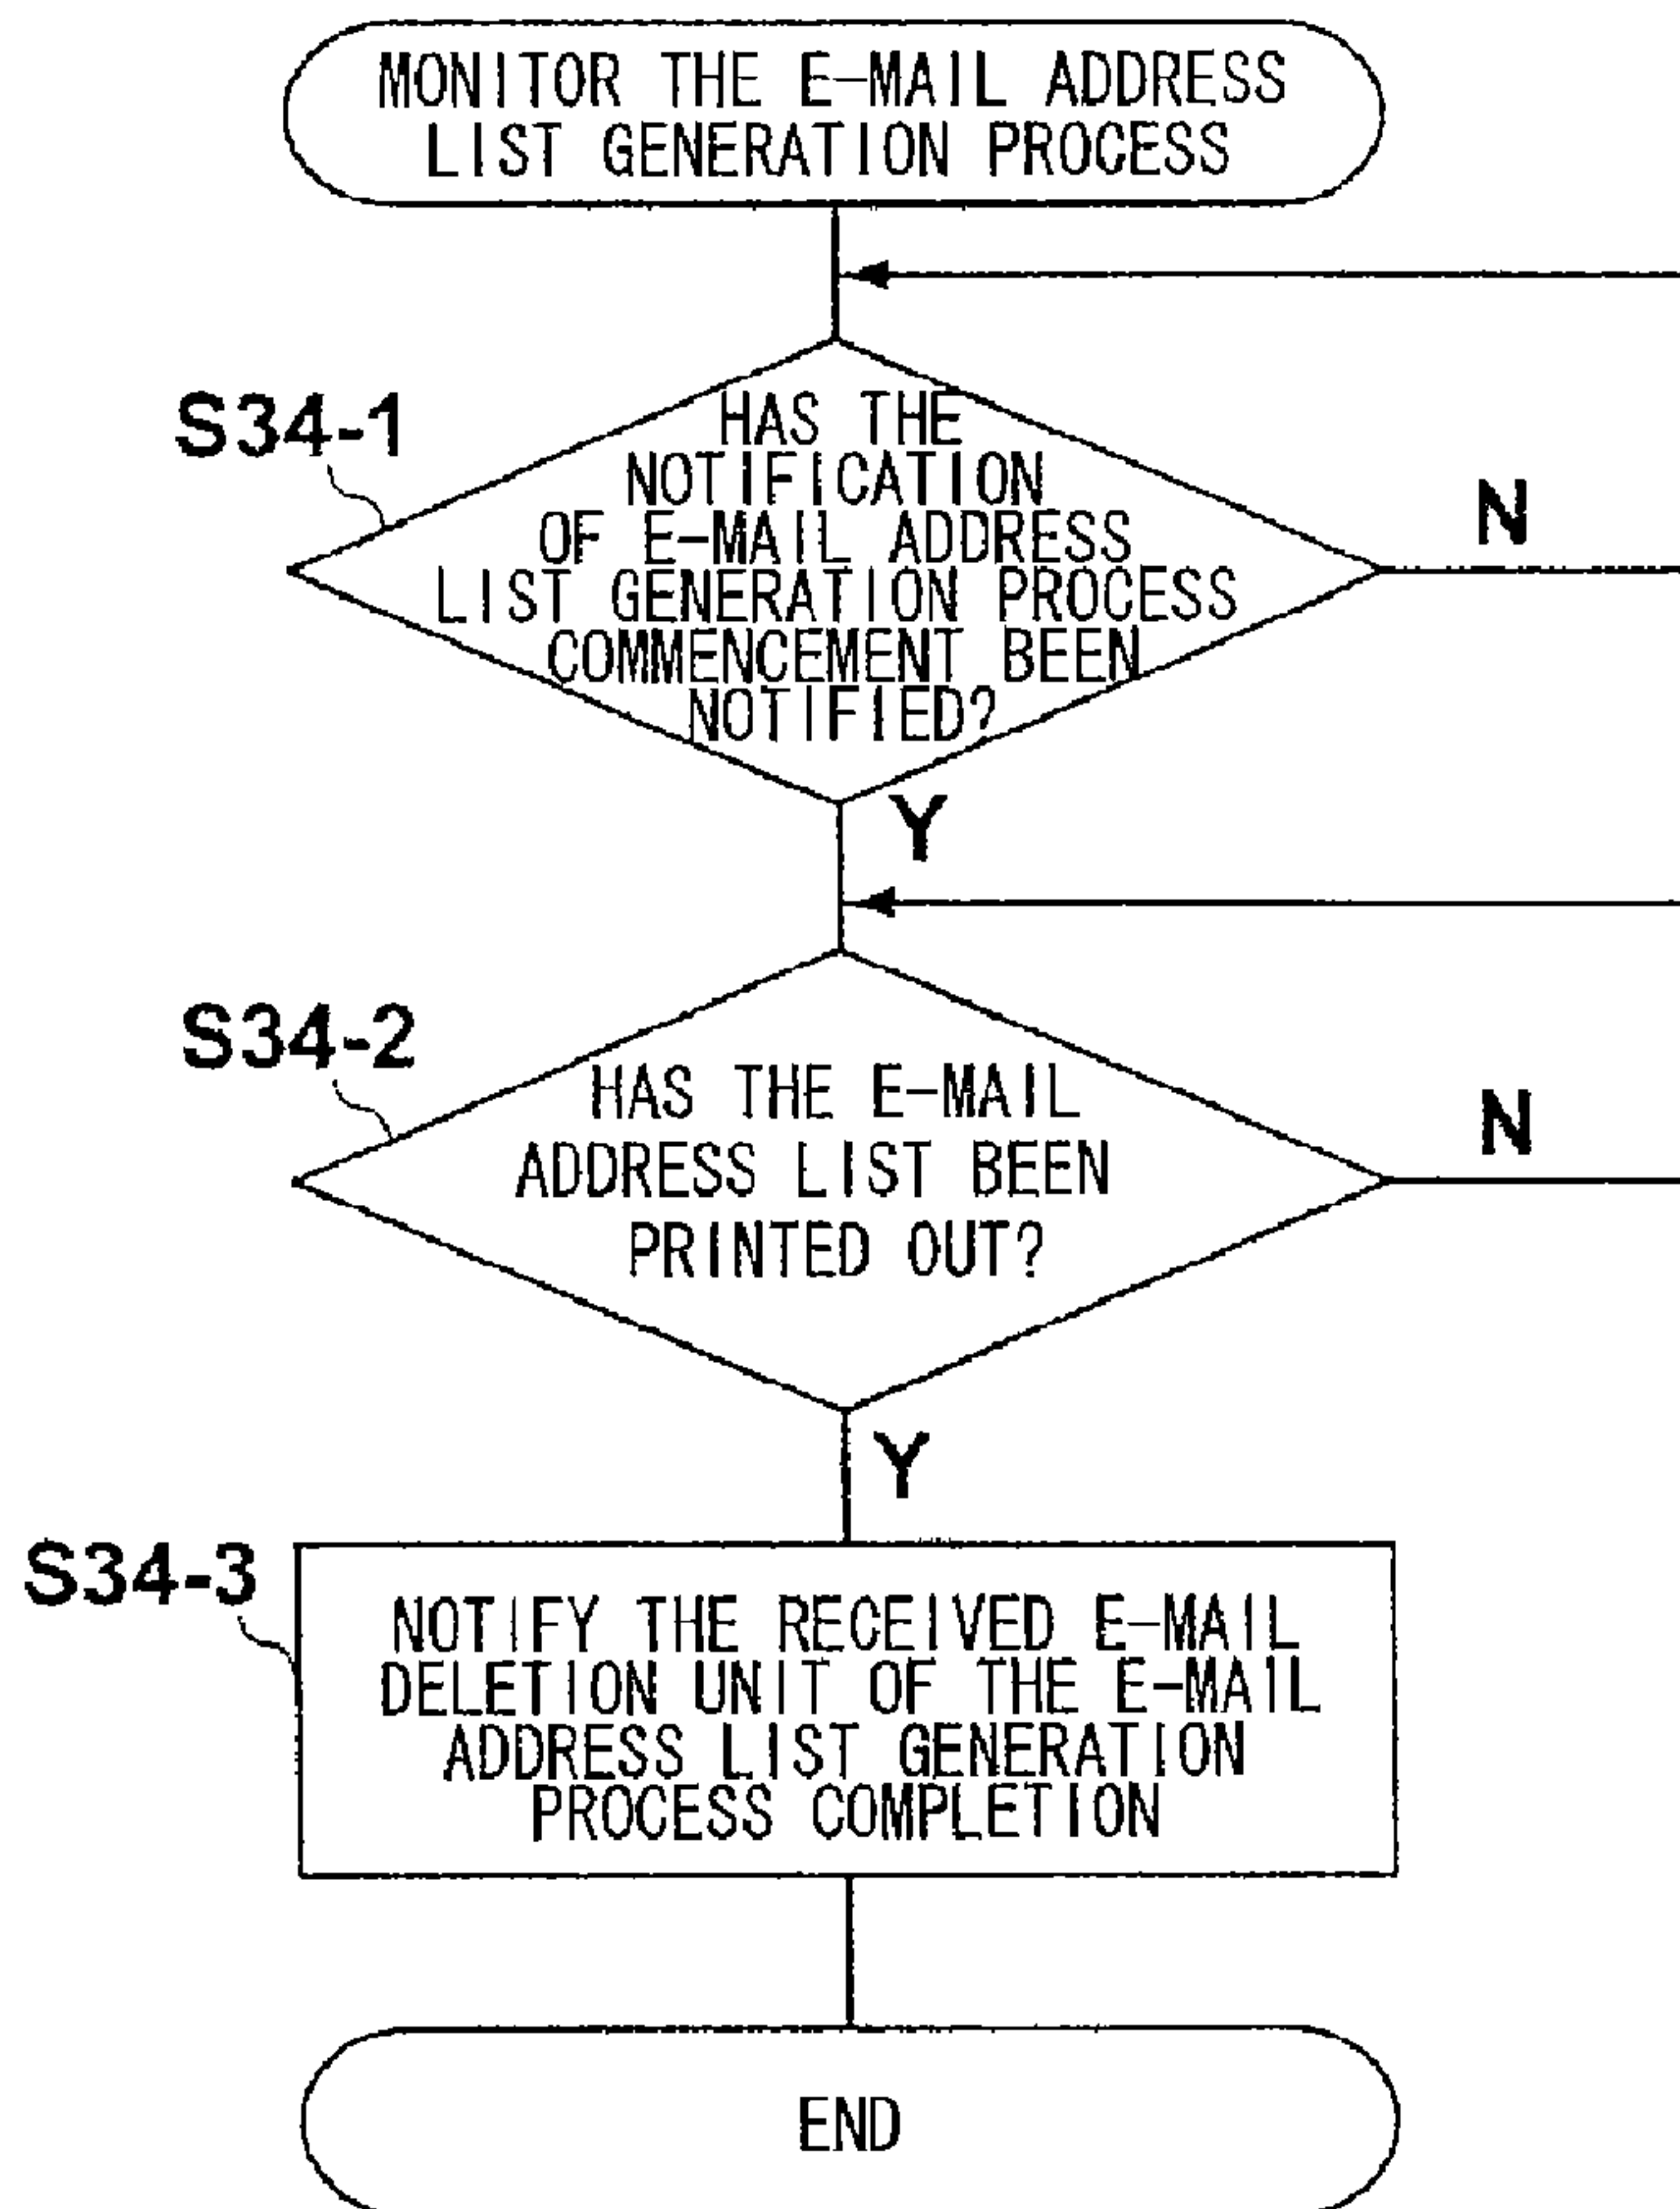 MONITOR THE E-MAIL ADDRESS
LIST GENERATION PROCESS
S34-1
HAS THE
NOTIFICATION
OF E-MAIL ADDRESS
LIST GENERATION PROCESS
COMMENCEMENT BEEN
NOTIFIED?
N
Y
S34-2
HAS THE E-MAIL
ADDRESS LIST BEEN
PRINTED OUT?
N
Y
S34-3
NOTIFY THE RECEIVED E-MAIL
DELETION UNIT OF THE E-MAIL
ADDRESS LIST GENERATION
PROCESS COMPLETION
END